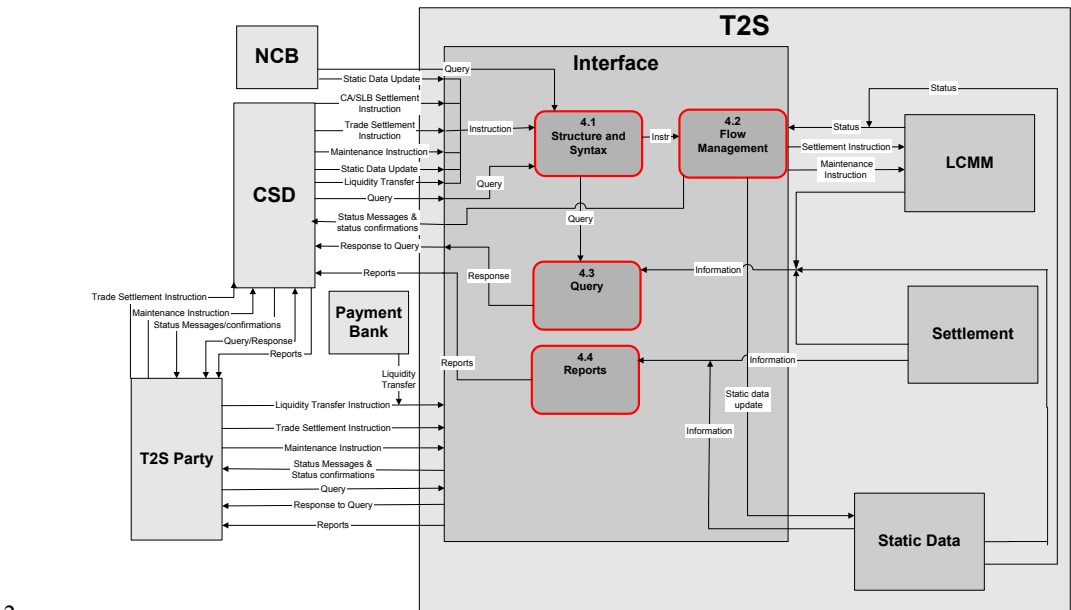 T2S
NCB
Interface
Query
Static Data Update
CA/SLB Settlement
Instruction
Trade Settlement
Instruction
Maintenance Instruction
Static Data Update
Liquidity Transfer
Query
CSD
Instruction
Query
4.1
Structure and
Syntax
Instr
4.2
Flow
Management
Status
Status
Settlement Instruction
Maintenance
Instruction
LCMM
Status Messages &
status confirmations
Query
Response to Query
Response
4.3
Query
Information
Reports
Trade Settlement Instruction
Maintenance Instruction
Status Messages/confirmations
Query/Response
Reports
Payment
Bank
Settlement
4.4
Reports
Reports
Information
Liquidity
Transfer
Static data
update
Information
T2S Party
Liquidity Transfer Instruction
Trade Settlement Instruction
Maintenance Instruction
Status Messages &
Status confirmations
Query
Response to Query
Reports
Static Data